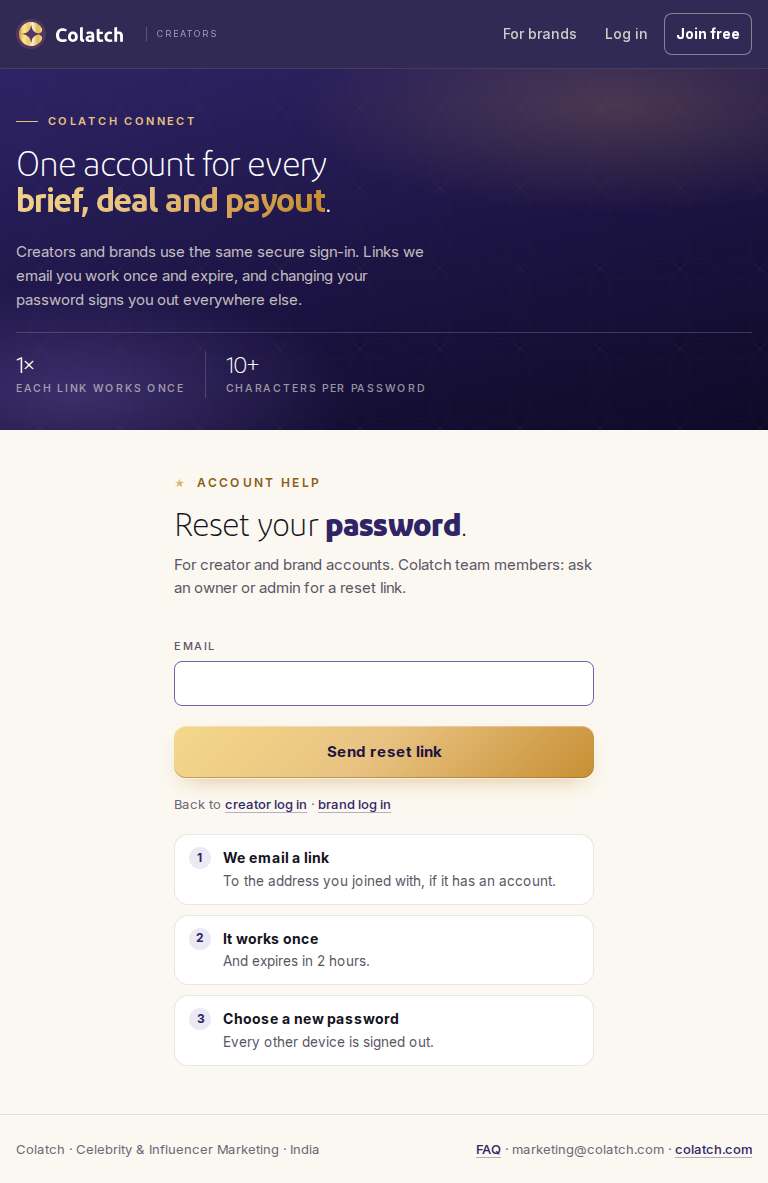 Colatch
CREATORS
For brands
Log in
Join free
COLATCH CONNECT
One account for every
brief, deal and payout.
Creators and brands use the same secure sign-in. Links we
email you work once and expire, and changing your
password signs you out everywhere else.
1×
EACH LINK WORKS ONCE
10+
CHARACTERS PER PASSWORD
★ ACCOUNT HELP
Reset your password.
For creator and brand accounts. Colatch team members: ask
an owner or admin for a reset link.
EMAIL
Send reset link
Back to creator log in · brand log in
1 We email a link
To the address you joined with, if it has an account.
2 It works once
And expires in 2 hours.
3 Choose a new password
Every other device is signed out.
Colatch · Celebrity & Influencer Marketing · India
FAQ · marketing@colatch.com · colatch.com